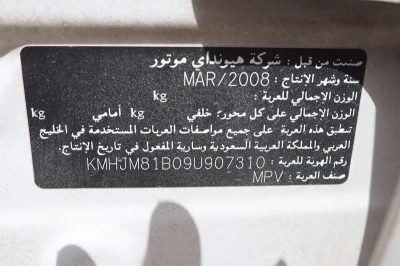 صنعت من قبل : شركة هيونداي موتور
سنة وشهر الانتاج : MAR/2008
الوزن الإجمالي للعربة : kg
الوزن الاجمالي على كل محور: خلفي kg أمامي kg
تطبق هذه العربة على جميع مواصفات العربات المستخدمة في الخليج
العربي والمملكة العربية السعودية وسارية المفعول في تاريخ الإنتاج.
رقم الهوية للعربة : KMHJM81B09U907310
صنف العربة : MPV